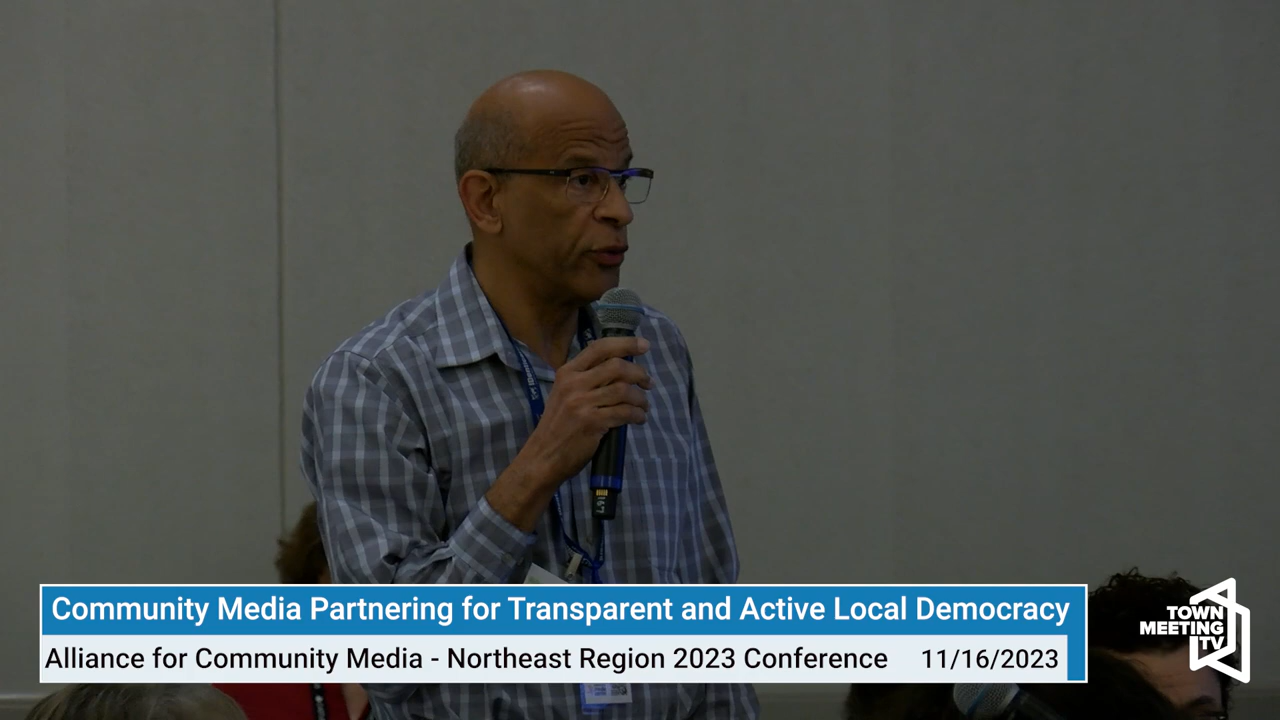 Community Media Partnering for Transparent and Active Local Democracy
Alliance for Community Media - Northeast Region 2023 Conference 11/16/2023
TOWN
MEETING
TV